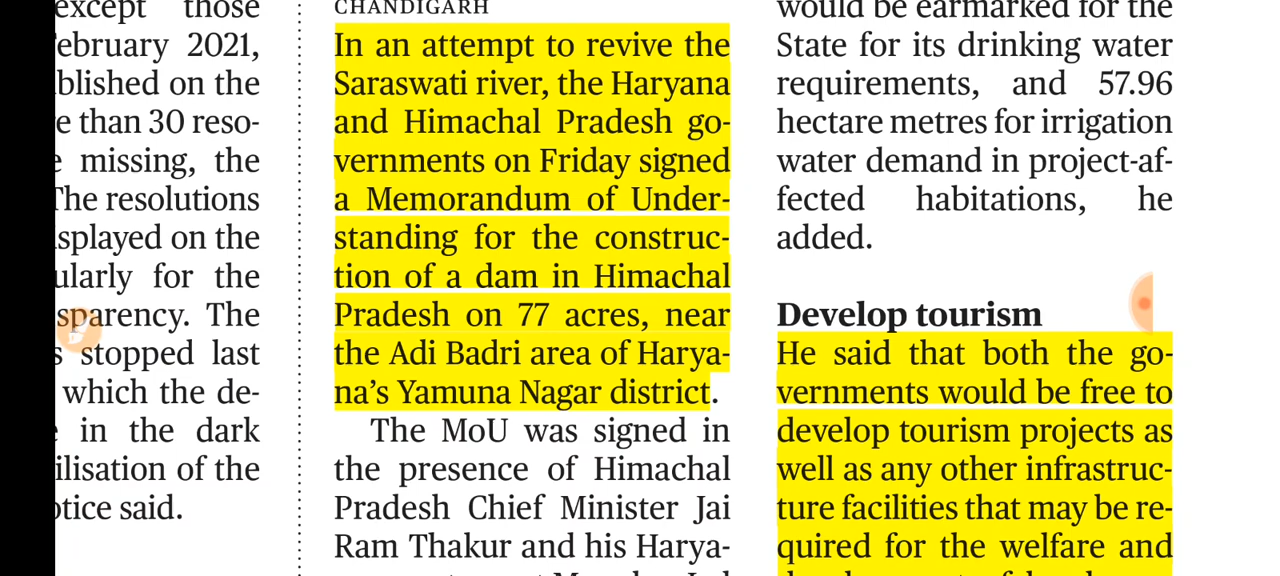 except those
ebruary 2021,
blished on the
e than 30 reso-
missing, the
The resolutions
splayed on the
ularly for the
sparency. The
stopped last
which the de-
in the dark
ilisation of the
otice said.
CHANDIGARH
In an attempt to revive the
Saraswati river, the Haryana
and Himachal Pradesh go-
vernments on Friday signed
a Memorandum of Under-
standing for the construc-
tion of a dam in Himachal
Pradesh on 77 acres, near
the Adi Badri area of Harya-
na’s Yamuna Nagar district.
The MoU was signed in
the presence of Himachal
Pradesh Chief Minister Jai
Ram Thakur and his Harya-
would be earmarked for the
State for its drinking water
requirements, and 57.96
hectare metres for irrigation
water demand in project-af-
fected habitations, he
added.
Develop tourism
He said that both the go-
vernments would be free to
develop tourism projects as
well as any other infrastruc-
ture facilities that may be re-
quired for the welfare and